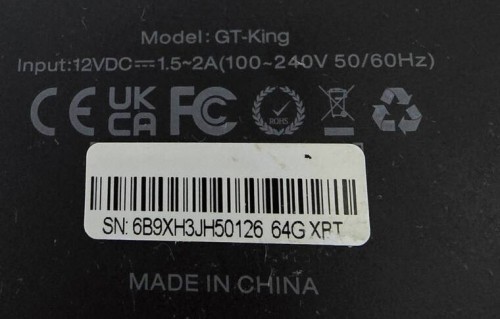 Model: GT-King
Input:12VDC⎓1.5~2A(100~240V 50/60Hz)
CE UK CA FC ROHS
SN: 6B9XH3JH50126 64G XBT
MADE IN CHINA